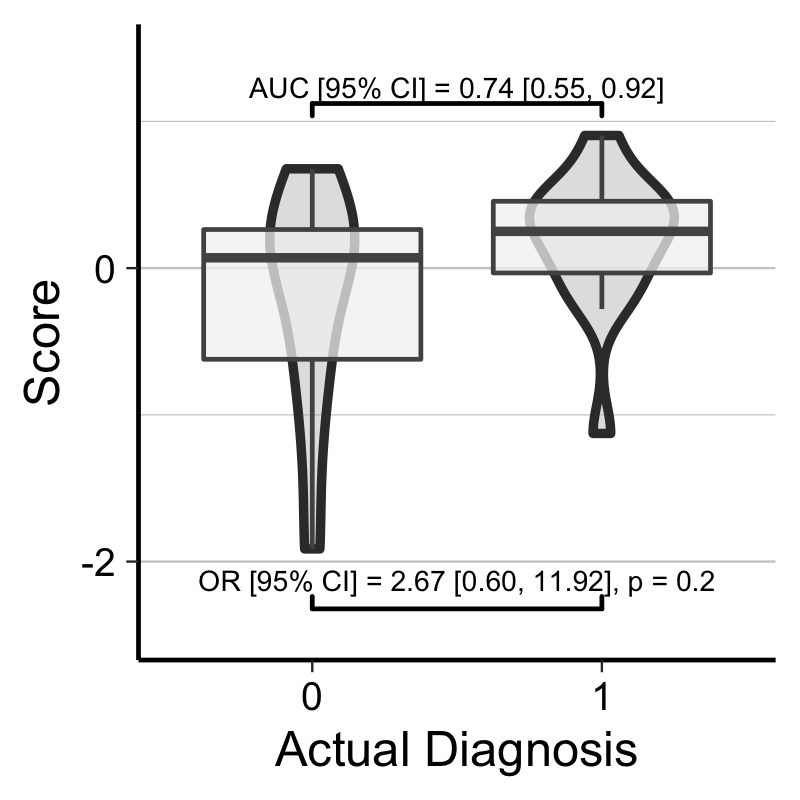 AUC [95% CI] = 0.74 [0.55, 0.92]
0
-2
Score
OR [95% CI] = 2.67 [0.60, 11.92], p = 0.2
0 1
Actual Diagnosis